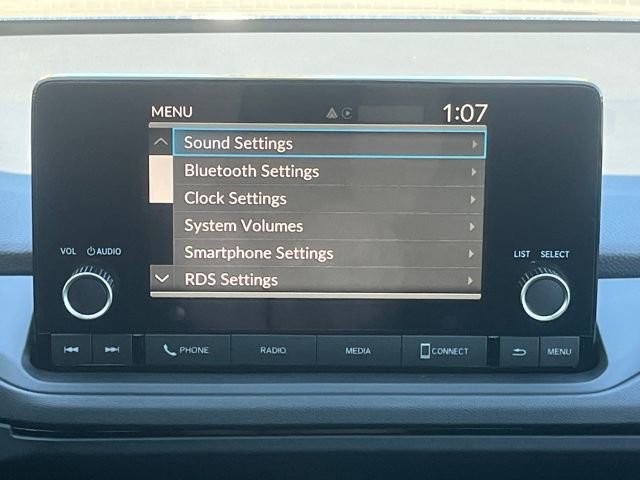 MENU 1:07
Sound Settings
Bluetooth Settings
Clock Settings
System Volumes
Smartphone Settings
RDS Settings
VOL AUDIO
LIST SELECT
PHONE RADIO MEDIA CONNECT MENU